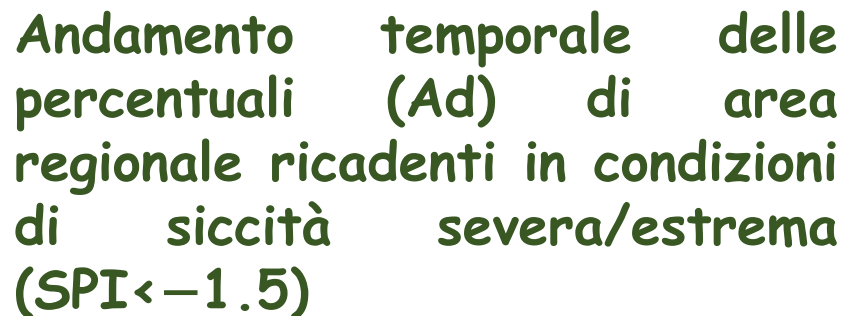 Andamento temporale delle
percentuali (Ad) di area
regionale ricadenti in condizioni
di siccità severa/estrema
(SPI<−1.5)